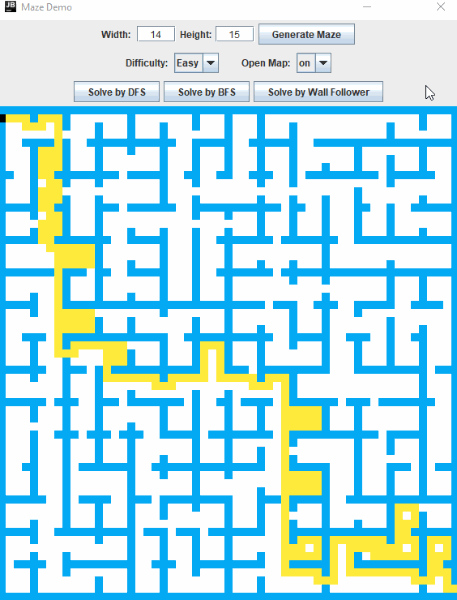 JB
Maze Demo
Width: 14 Height: 15 Generate Maze
Difficulty: Easy Open Map: on
Solve by DFS Solve by BFS Solve by Wall Follower